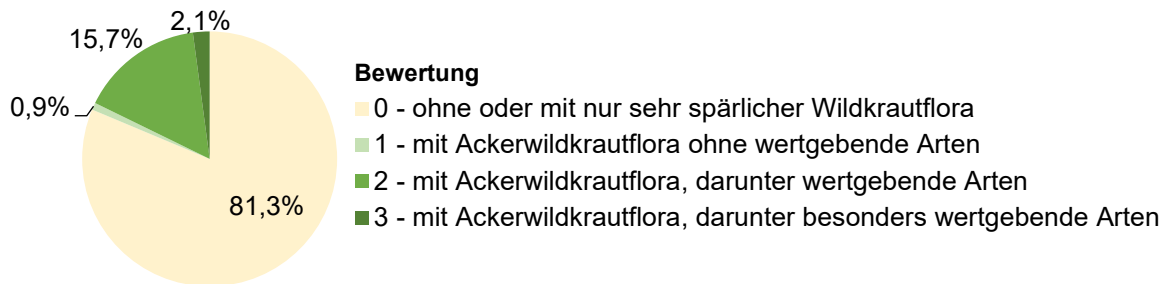 2,1%
15,7%
0,9%
81,3%
Bewertung
0 - ohne oder mit nur sehr spärlicher Wildkrautflora
1 - mit Ackerwildkrautflora ohne wertgebende Arten
2 - mit Ackerwildkrautflora, darunter wertgebende Arten
3 - mit Ackerwildkrautflora, darunter besonders wertgebende Arten